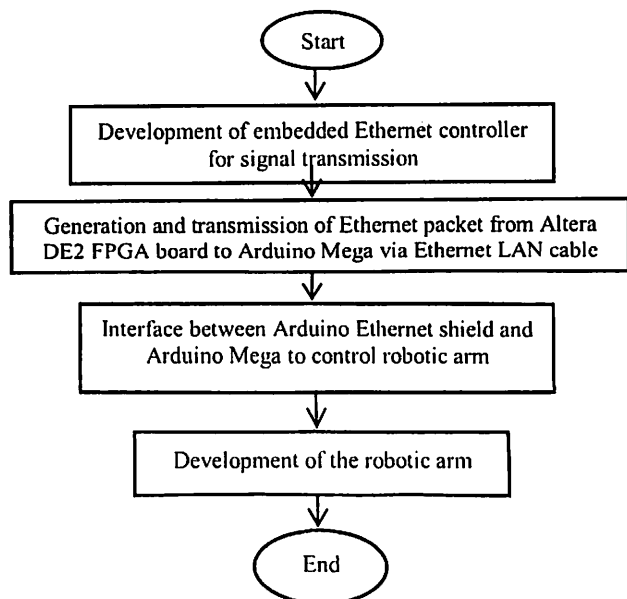 Start
Development of embedded Ethernet controller
for signal transmission
Generation and transmission of Ethernet packet from Altera
DE2 FPGA board to Arduino Mega via Ethernet LAN cable
Interface between Arduino Ethernet shield and
Arduino Mega to control robotic arm
Development of the robotic arm
End